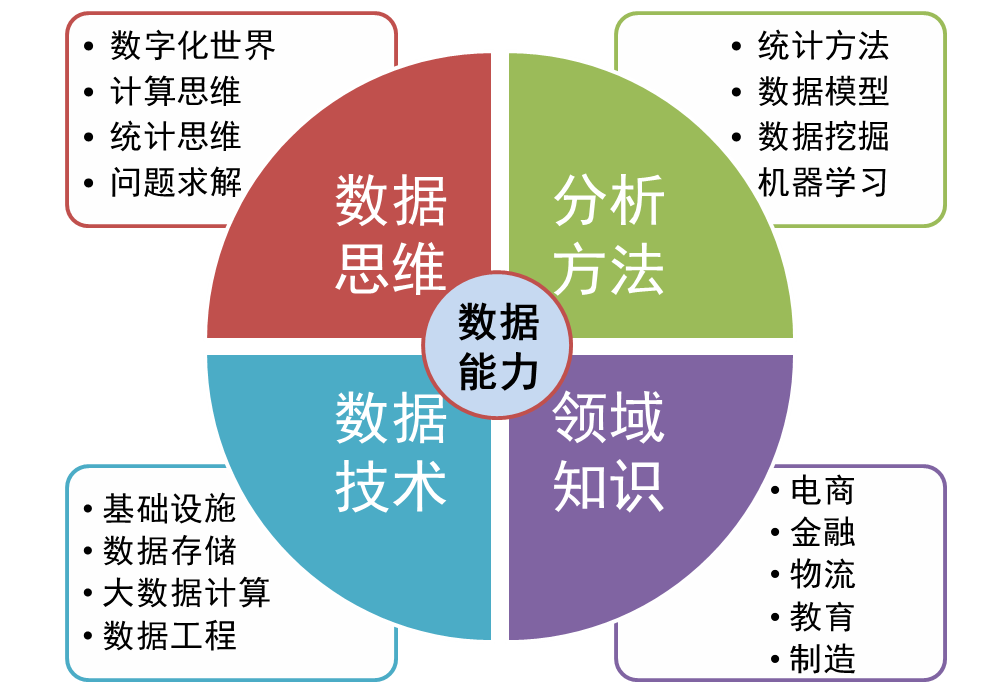 • 数字化世界
• 计算思维
• 统计思维
• 问题求解
• 统计方法
• 数据模型
• 数据挖掘
机器学习
数据
思维
分析
方法
数据
能力
数据
技术
领域
知识
• 基础设施
• 数据存储
• 大数据计算
• 数据工程
• 电商
• 金融
• 物流
• 教育
• 制造